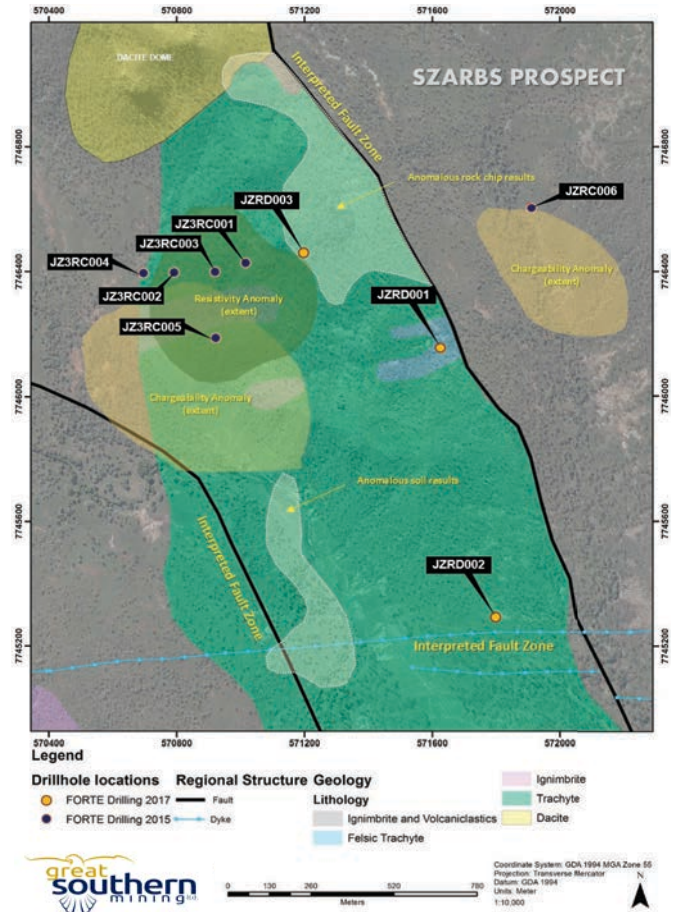 570400 570800 571200 571600 572000
DACITE DOME
SZARBS PROSPECT
Interpreted Fault Zone
7746800
7746800
Anomalous rock chip results
JZRD003
JZRC006
JZ3RC001
JZ3RC003
JZ3RC004
7746400
7746400
JZ3RC002
Chargeability Anomaly
(extent)
Resistivity Anomaly
(extent)
JZRD001
JZ3RC005
7746000
7746000
Chargeability Anomaly
(extent)
Anomalous soil results
7745600
7745600
Interpreted Fault Zone
JZRD002
7745200
7745200
Interpreted Fault Zone
570400 570800 571200 571600 572000
Legend
Drillhole locations
FORTE Drilling 2017
FORTE Drilling 2015
Regional Structure
Fault
Dyke
Geology
Lithology
Ignimbrite and Volcaniclastics
Felsic Trachyte
Ignimbrite
Trachyte
Dacite
great
southern
mining ltd.
0 130 260 520 780
Meters
Coordinate System: GDA 1994 MGA Zone 55
Projection: Transverse Mercator
Datum: GDA 1994
Units: Meter
1:10,000
N